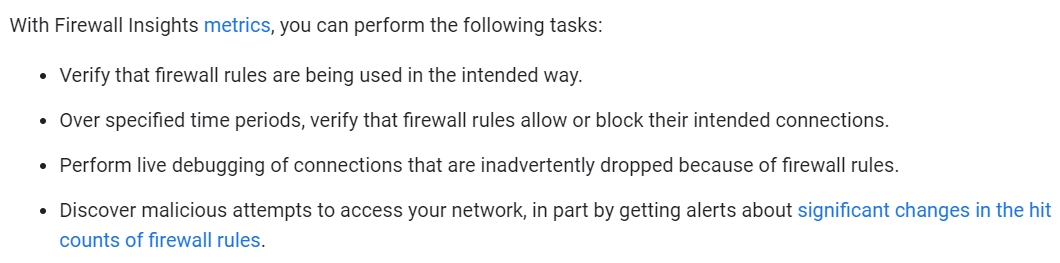 With Firewall Insights metrics, you can perform the following tasks:
• Verify that firewall rules are being used in the intended way.
• Over specified time periods, verify that firewall rules allow or block their intended connections.
• Perform live debugging of connections that are inadvertently dropped because of firewall rules.
• Discover malicious attempts to access your network, in part by getting alerts about significant changes in the hit
counts of firewall rules.